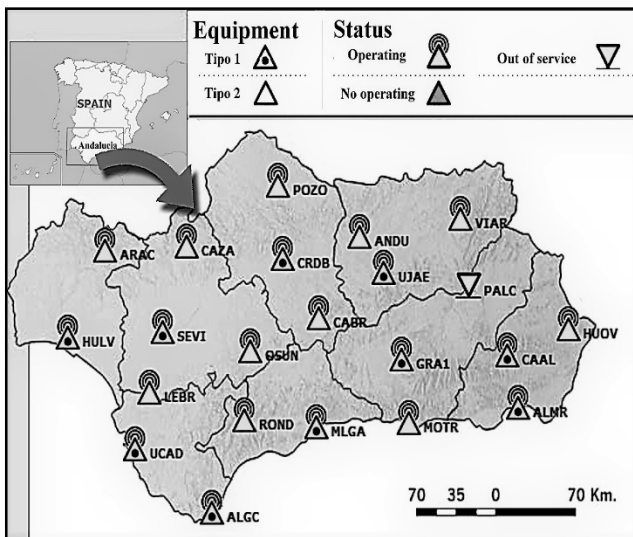 Equipment
Status
Tipo 1
Operating
Out of service
Tipo 2
No operating
SPAIN
Andalucia
POZO
VIAR
ARAC
CAZA
ANDU
CRDB
UJAE
PALC
HULV
SEVI
CABR
HUOV
OSUN
GRA1
CAAL
LEBR
ALMR
ROND
MLGA
MOTR
UCAD
ALGC
70 35 0 70 Km.